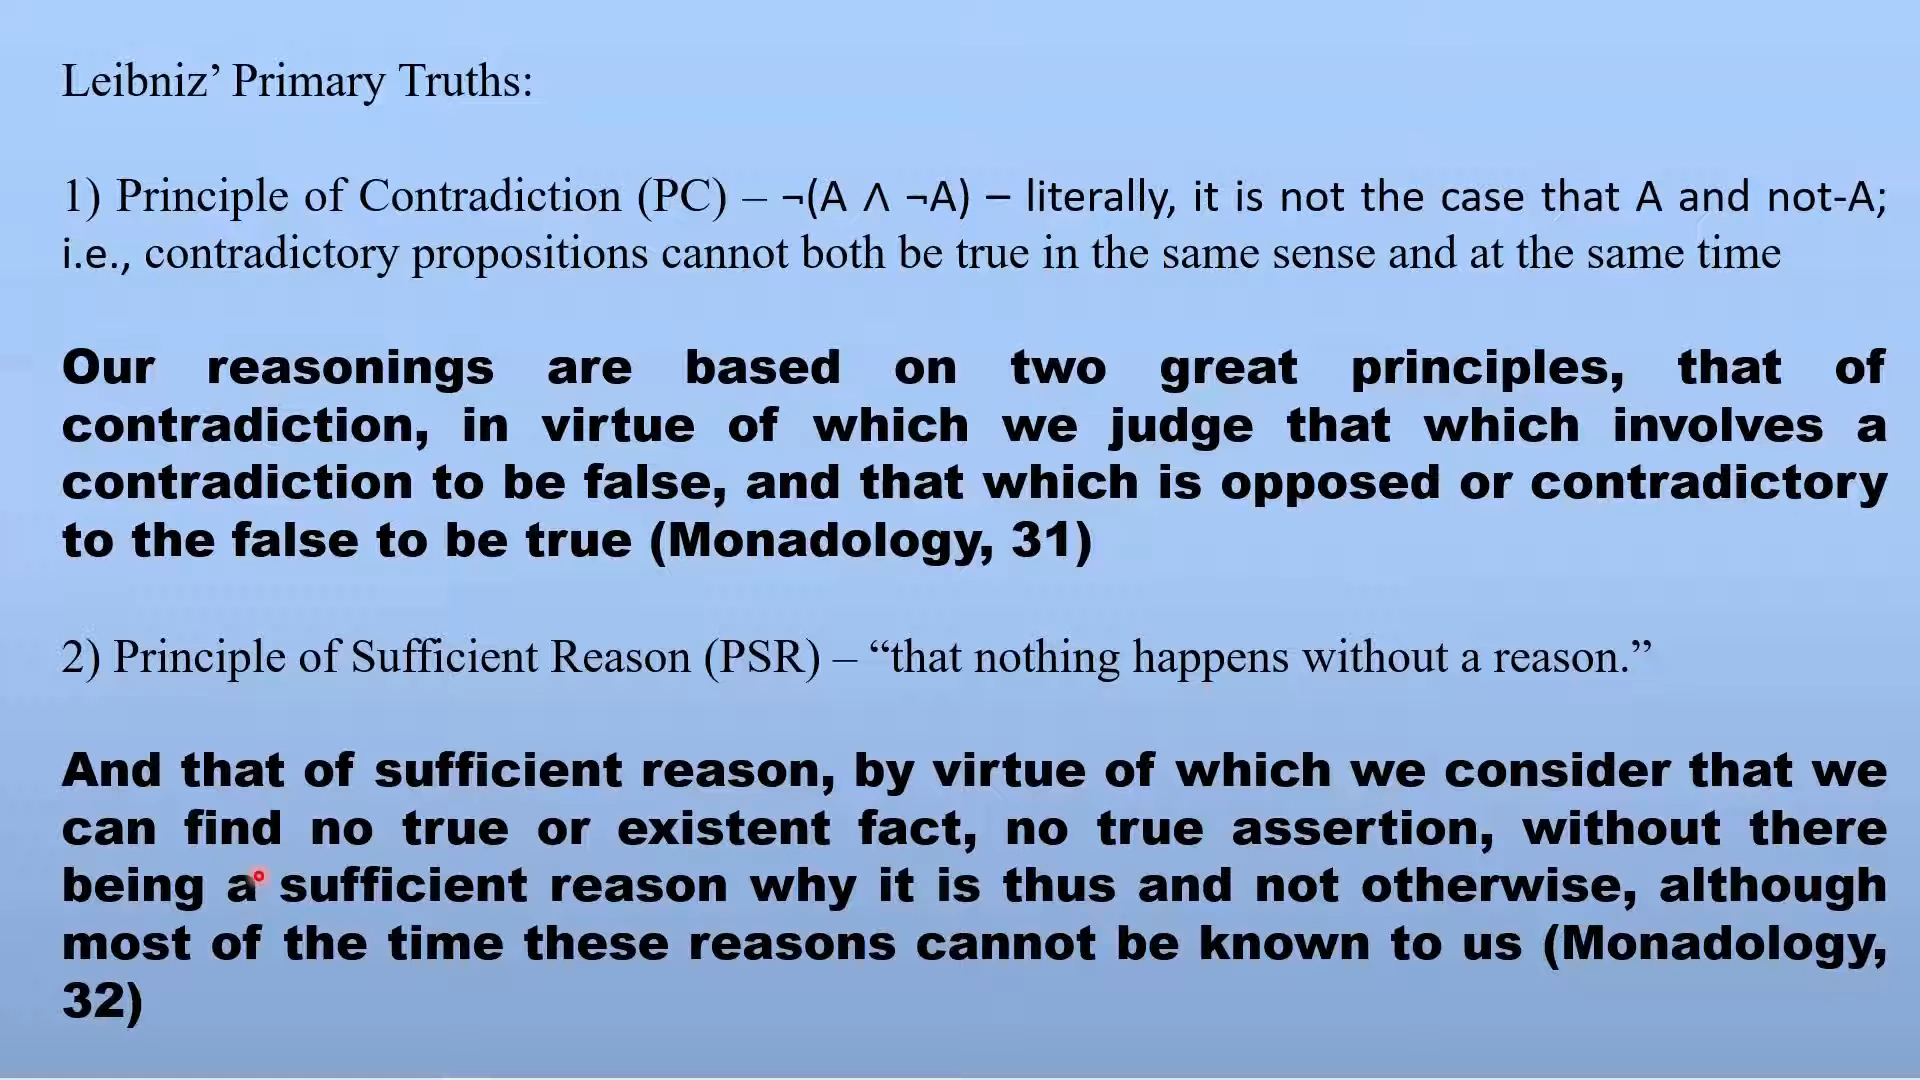 Leibniz’ Primary Truths:
1) Principle of Contradiction (PC) – ¬(A ∧ ¬A) – literally, it is not the case that A and not-A;
i.e., contradictory propositions cannot both be true in the same sense and at the same time
Our reasonings are based on two great principles, that of
contradiction, in virtue of which we judge that which involves a
contradiction to be false, and that which is opposed or contradictory
to the false to be true (Monadology, 31)
2) Principle of Sufficient Reason (PSR) – “that nothing happens without a reason.”
And that of sufficient reason, by virtue of which we consider that we
can find no true or existent fact, no true assertion, without there
being a sufficient reason why it is thus and not otherwise, although
most of the time these reasons cannot be known to us (Monadology,
32)